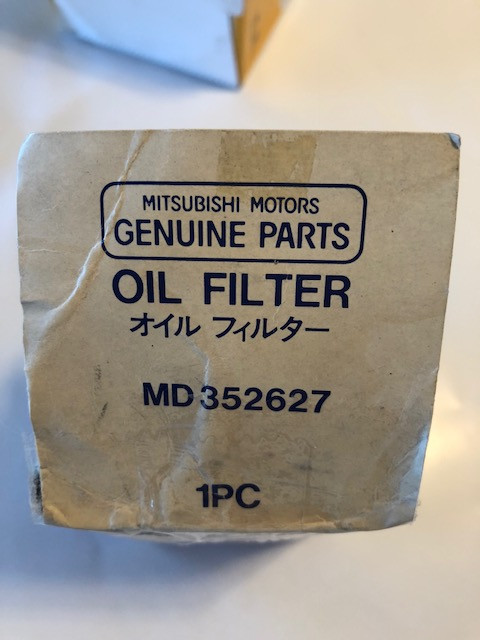 MITSUBISHI MOTORS
GENUINE PARTS
OIL FILTER
オイル フィルター
MD352627
1PC